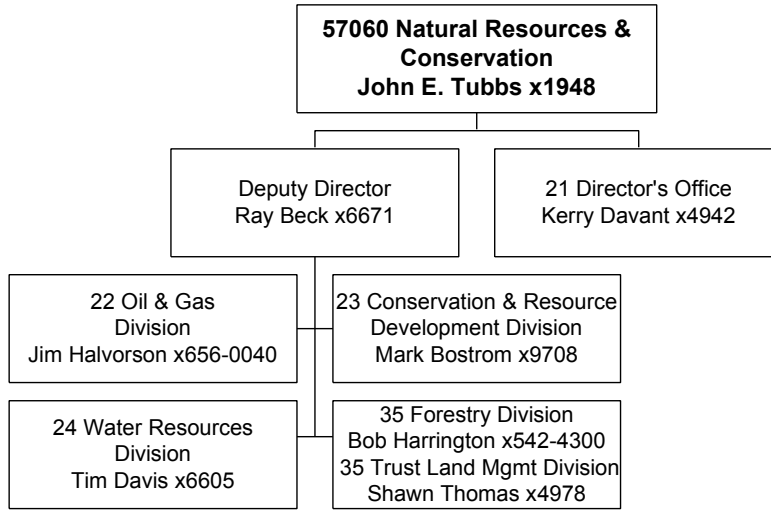 57060 Natural Resources &
Conservation
John E. Tubbs x1948
Deputy Director
Ray Beck x6671
21 Director's Office
Kerry Davant x4942
22 Oil & Gas
Division
Jim Halvorson x656-0040
23 Conservation & Resource
Development Division
Mark Bostrom x9708
24 Water Resources
Division
Tim Davis x6605
35 Forestry Division
Bob Harrington x542-4300
35 Trust Land Mgmt Division
Shawn Thomas x4978